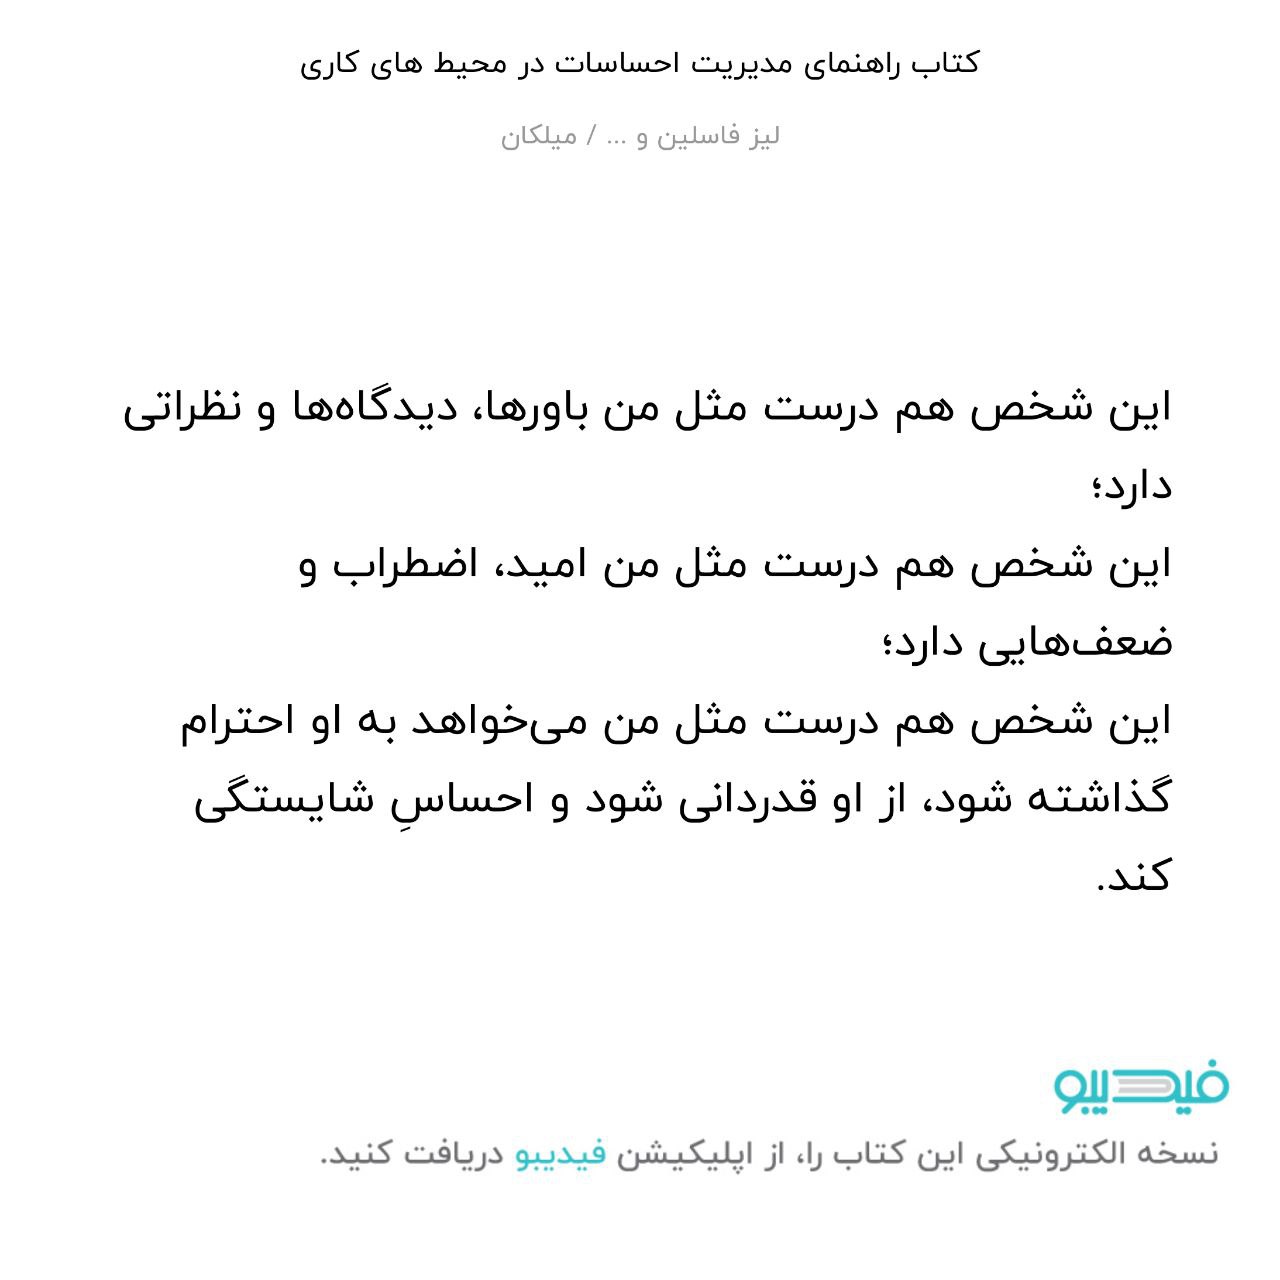 کتاب راهنمای مدیریت احساسات در محیط های کاری
لیز فاسلین و ... / میلکان
این شخص هم درست مثل من باورها، دیدگاه‌ها و نظراتی
دارد؛
این شخص هم درست مثل من امید، اضطراب و
ضعف‌هایی دارد؛
این شخص هم درست مثل من می‌خواهد به او احترام
گذاشته شود، از او قدردانی شود و احساسِ شایستگی
کند.
فیدیبو
نسخه الکترونیکی این کتاب را، از اپلیکیشن فیدیبو دریافت کنید.